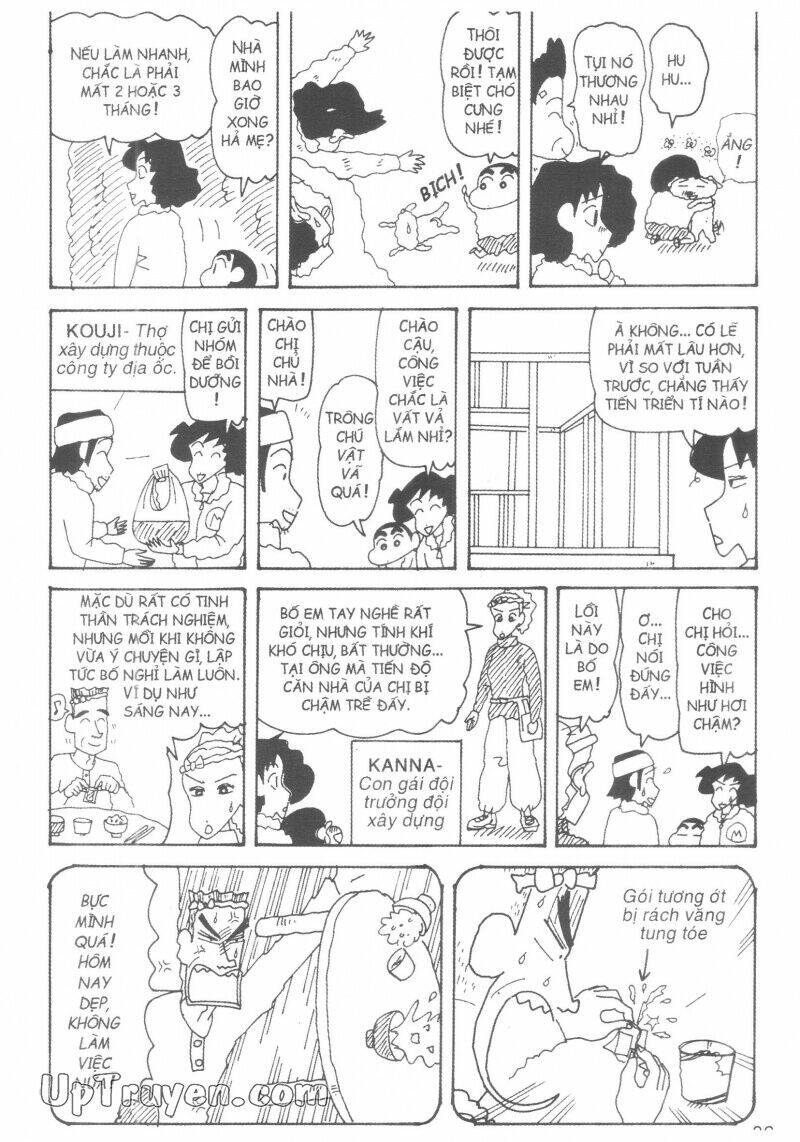 HU
HU...
TỤI NÓ
THƯƠNG
NHAU
NHỈ!
ẲNG
!
THÔI
ĐƯỢC
RỒI! TẠM
BIỆT CHÓ
CƯNG
NHÉ!
BỊCH!
NHÀ
MÌNH
BAO
GIỜ
XONG
HẢ MẸ?
NẾU LÀM NHANH,
CHẮC LÀ PHẢI
MẤT 2 HOẶC 3
THÁNG!
À KHÔNG... CÓ LẼ
PHẢI MẤT LÂU HƠN,
VÌ SO VỚI TUẦN
TRƯỚC, CHẲNG THẤY
TIẾN TRIỂN TÍ NÀO!
CHÀO
CẬU,
CÔNG
VIỆC
CHẮC LÀ
VẤT VẢ
LẮM NHỈ?
TRÔNG
CHÚ
VẬT
VÃ
QUÁ!
CHÀO
CHỊ
CHỦ
NHÀ!
CHỊ GỬI
NHÓM
ĐỂ BỒI
DƯỠNG
!
KOUJI- Thợ
xây dựng thuộc
công ty địa ốc.
CHO
CHỊ HỎI...
CÔNG
VIỆC
HÌNH
NHƯ HƠI
CHẬM?
Ơ...
CHỊ
NÓI
ĐÚNG
ĐẤY...
LỖI
NÀY
LÀ DO
BỐ
EM!
BỐ EM TAY NGHỀ RẤT
GIỎI, NHƯNG TÍNH KHÍ
KHÓ CHỊU, BẤT THƯỜNG...
TẠI ÔNG MÀ TIẾN ĐỘ
CĂN NHÀ CỦA CHỊ BỊ
CHẬM TRỄ ĐẤY.
KANNA-
Con gái đội
trưởng đội
xây dựng
MẶC DÙ RẤT CÓ TINH
THẦN TRÁCH NGHIỆM,
NHƯNG MỖI KHI KHÔNG
VỪA Ý CHUYỆN GÌ, LẬP
TỨC BỐ NGHỈ LÀM LUÔN.
VÍ DỤ NHƯ
SÁNG NAY...
Gói tương ớt
bị rách văng
tung tóe
BỰC
MÌNH
QUÁ!
HÔM
NAY
DẸP,
KHÔNG
LÀM
VIỆC
UpTruyen.com